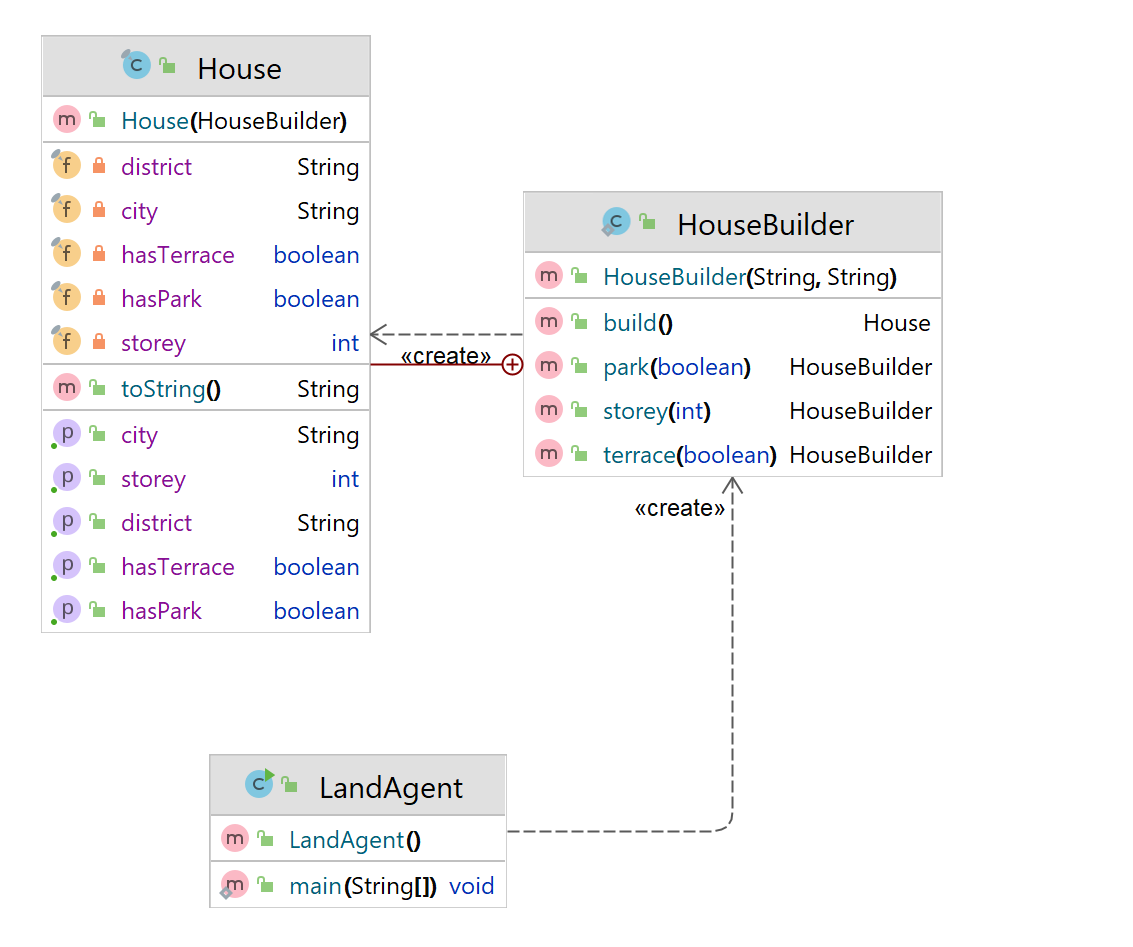 House
House(HouseBuilder)
district String
city String
hasTerrace boolean
hasPark boolean
storey int
toString() String
city String
storey int
district String
hasTerrace boolean
hasPark boolean
«create»
HouseBuilder
HouseBuilder(String, String)
build() House
park(boolean) HouseBuilder
storey(int) HouseBuilder
terrace(boolean) HouseBuilder
«create»
LandAgent
LandAgent()
main(String[]) void